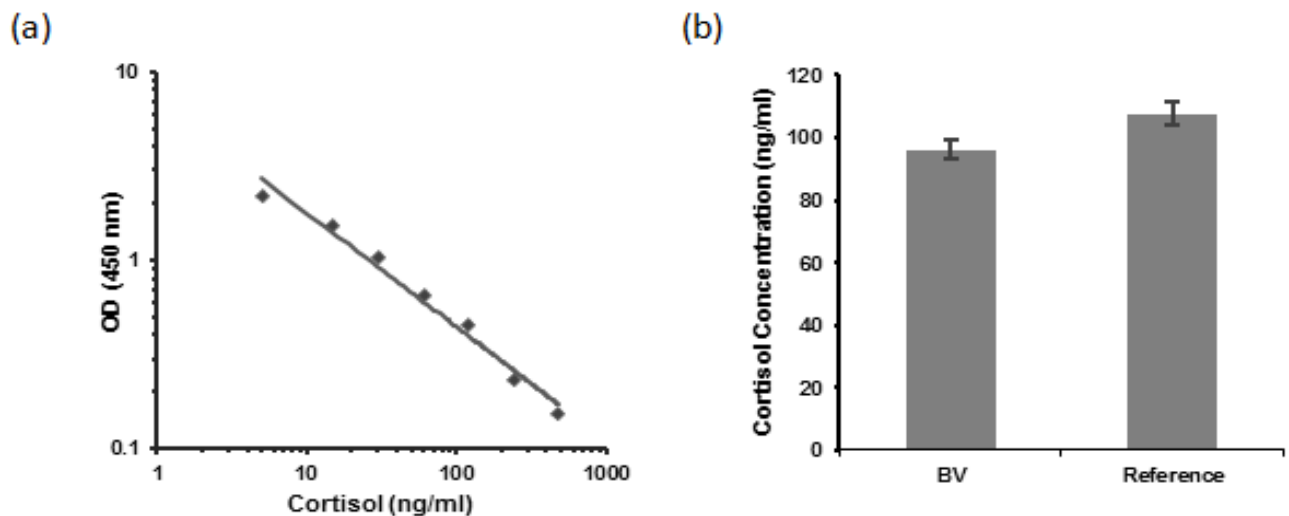 (a)
10
1
0.1
OD (450 nm)
1
10
100
1000
Cortisol (ng/ml)
(b)
120
100
80
60
40
20
0
Cortisol Concentration (ng/ml)
BV
Reference